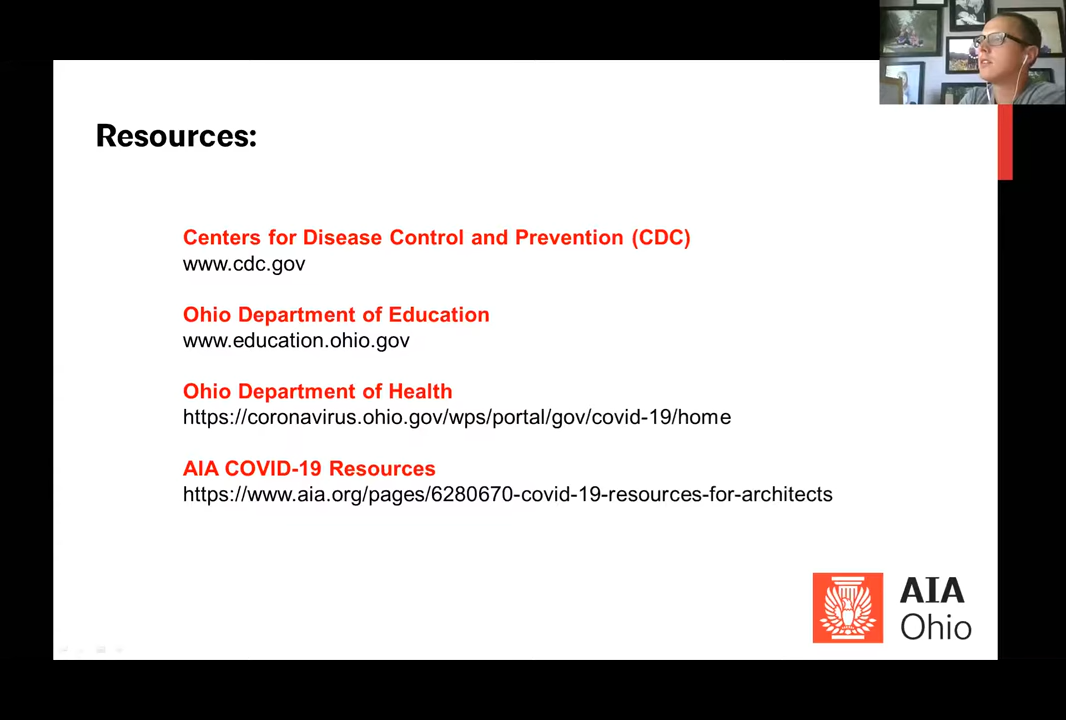 Resources:
Centers for Disease Control and Prevention (CDC)
www.cdc.gov
Ohio Department of Education
www.education.ohio.gov
Ohio Department of Health
https://coronavirus.ohio.gov/wps/portal/gov/covid-19/home
AIA COVID-19 Resources
https://www.aia.org/pages/6280670-covid-19-resources-for-architects
AIA
Ohio